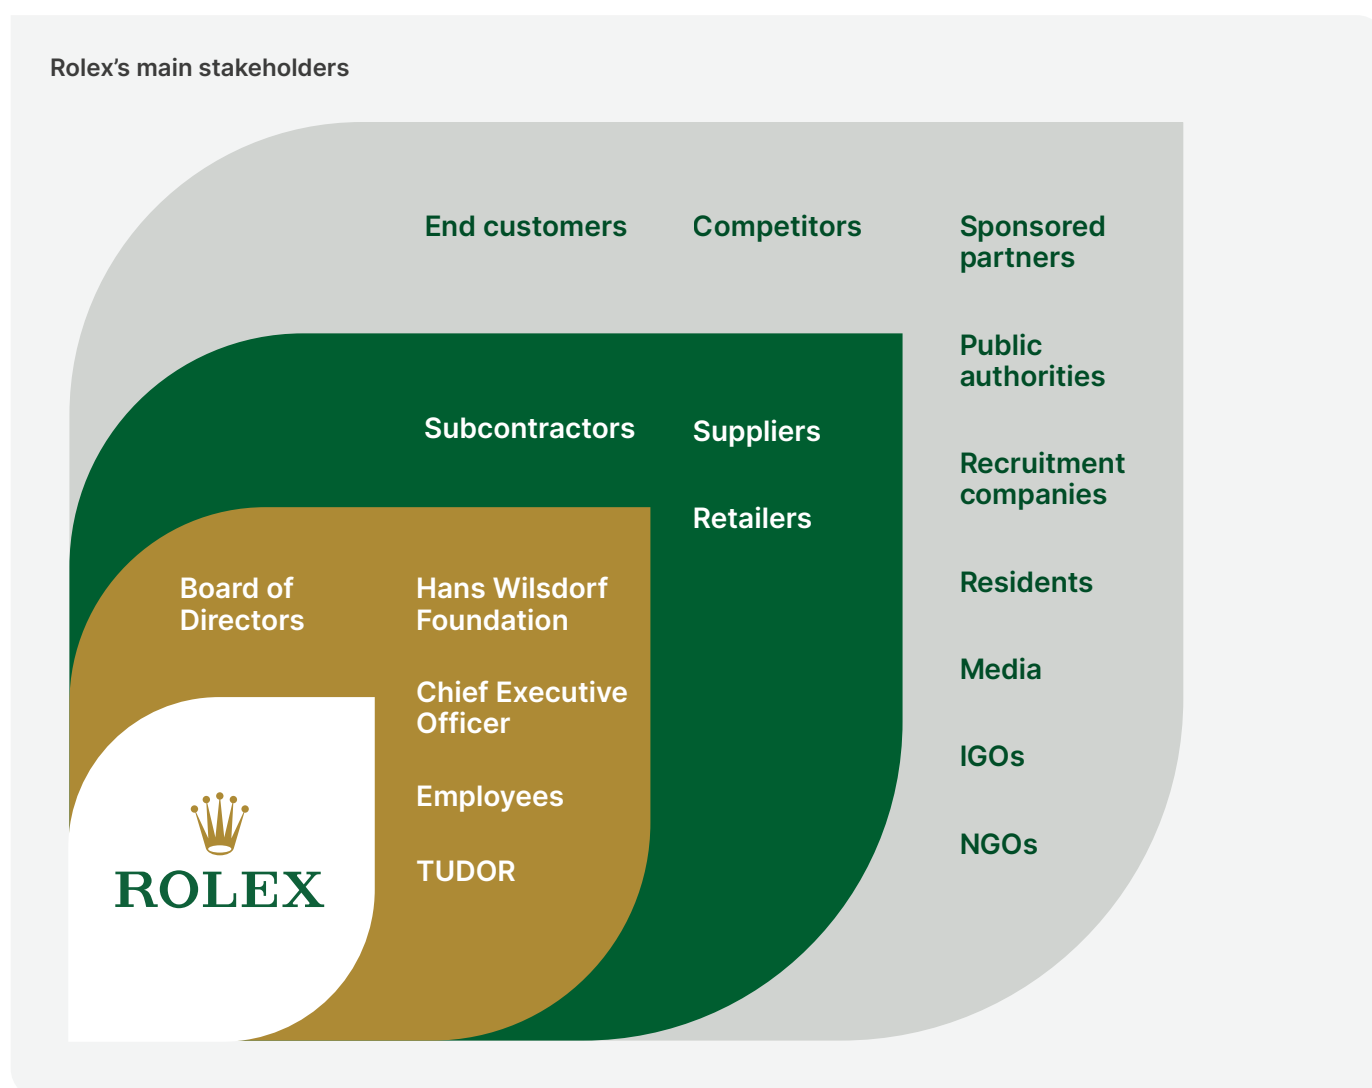 Rolex’s main stakeholders
End customers
Competitors
Sponsored
partners
Public
authorities
Recruitment
companies
Residents
Media
IGOs
NGOs
Subcontractors
Suppliers
Retailers
Board of
Directors
Hans Wilsdorf
Foundation
Chief Executive
Officer
Employees
TUDOR
ROLEX